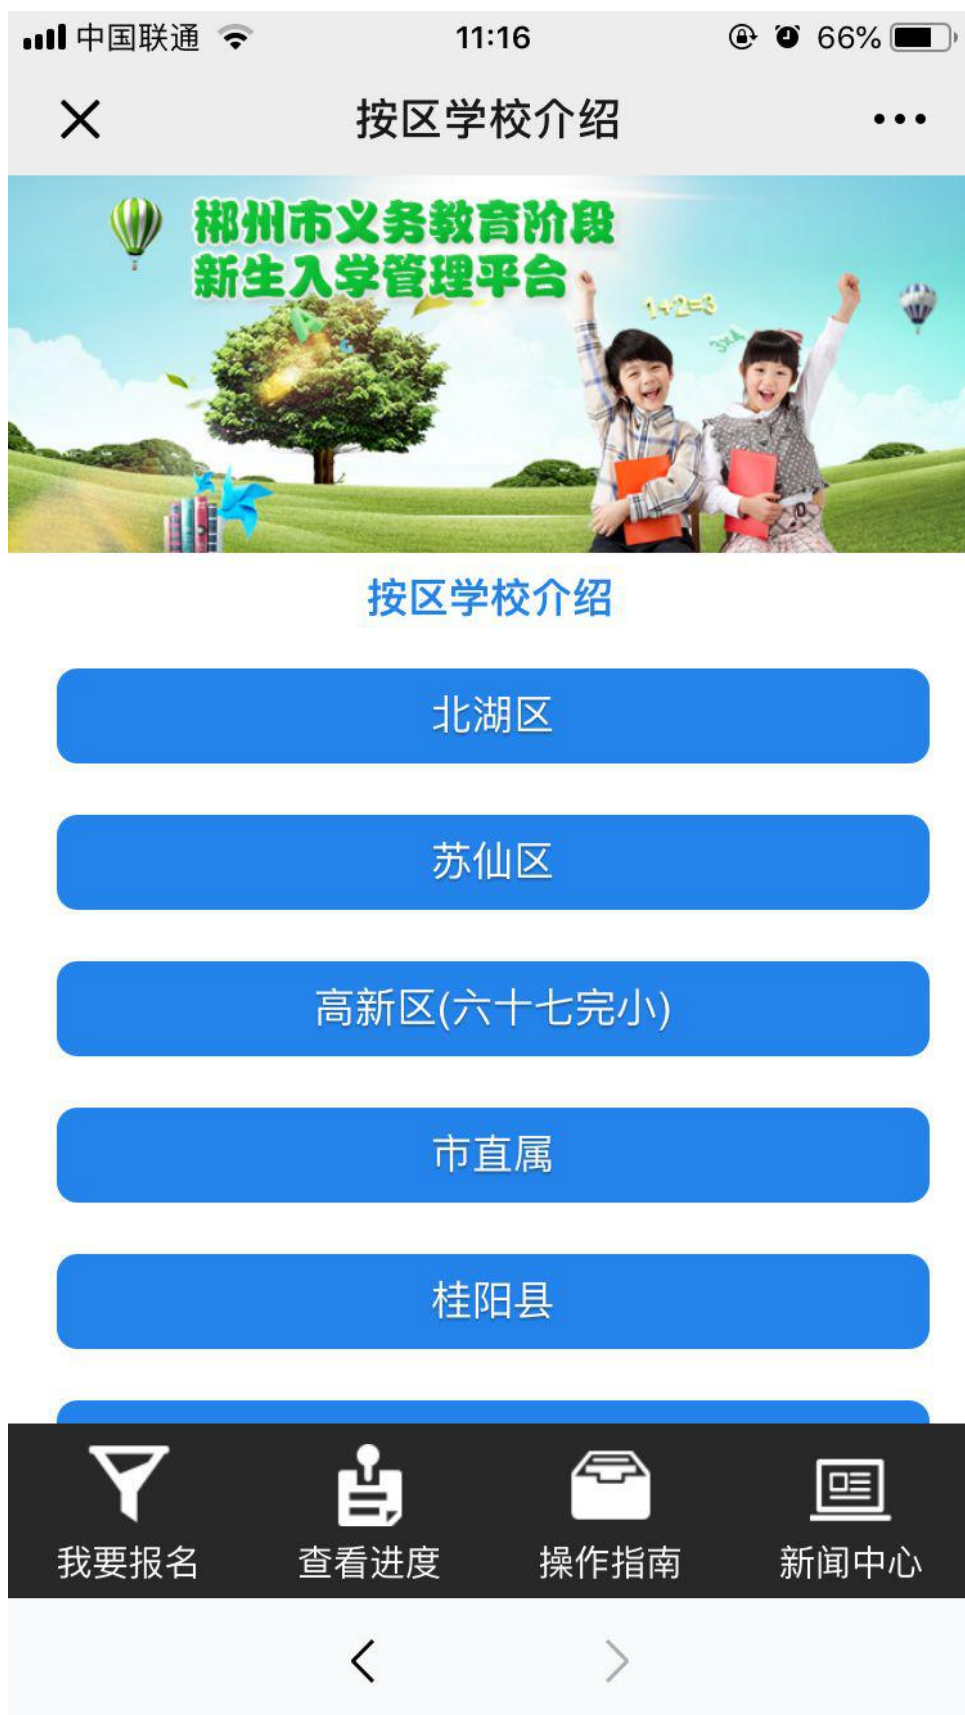 中国联通
11:16
66%
按区学校介绍
郴州市义务教育阶段
新生入学管理平台
1+2=3
3x4
A
按区学校介绍
北湖区
苏仙区
高新区(六十七完小)
市直属
桂阳县
我要报名
查看进度
操作指南
新闻中心